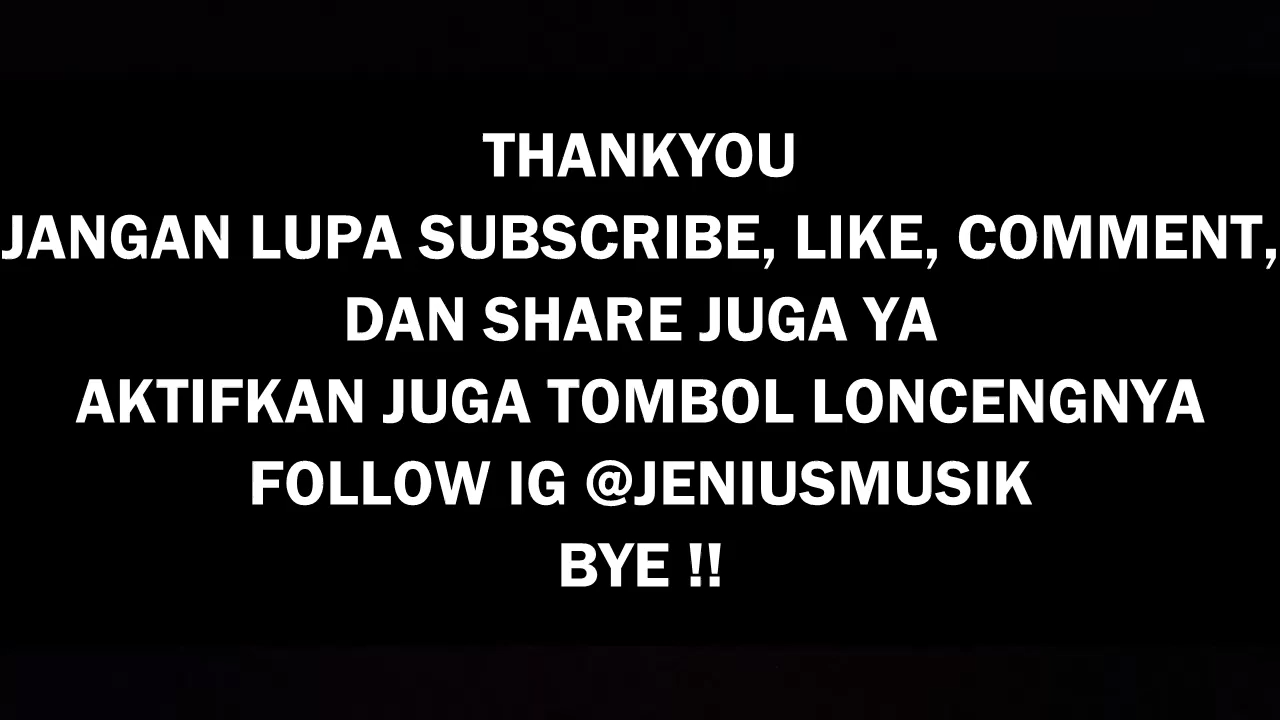 THANKYOU
JANGAN LUPA SUBSCRIBE, LIKE, COMMENT,
DAN SHARE JUGA YA
AKTIFKAN JUGA TOMBOL LONCENGNYA
FOLLOW IG @JENIUSMUSIK
BYE !!